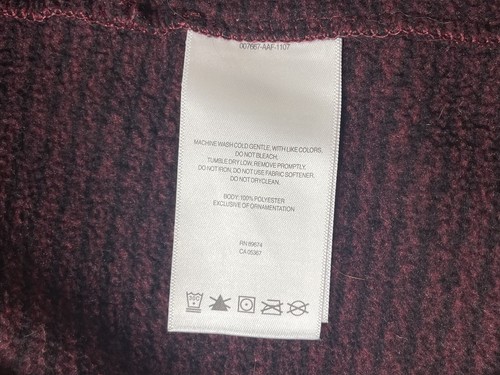 007667-AAF-1107
MACHINE WASH COLD GENTLE, WITH LIKE COLORS.
DO NOT BLEACH.
TUMBLE DRY LOW, REMOVE PROMPTLY.
DO NOT IRON, DO NOT USE FABRIC SOFTENER.
DO NOT DRYCLEAN.
BODY: 100% POLYESTER
EXCLUSIVE OF ORNAMENTATION
RN 89674
CA 05367
30C